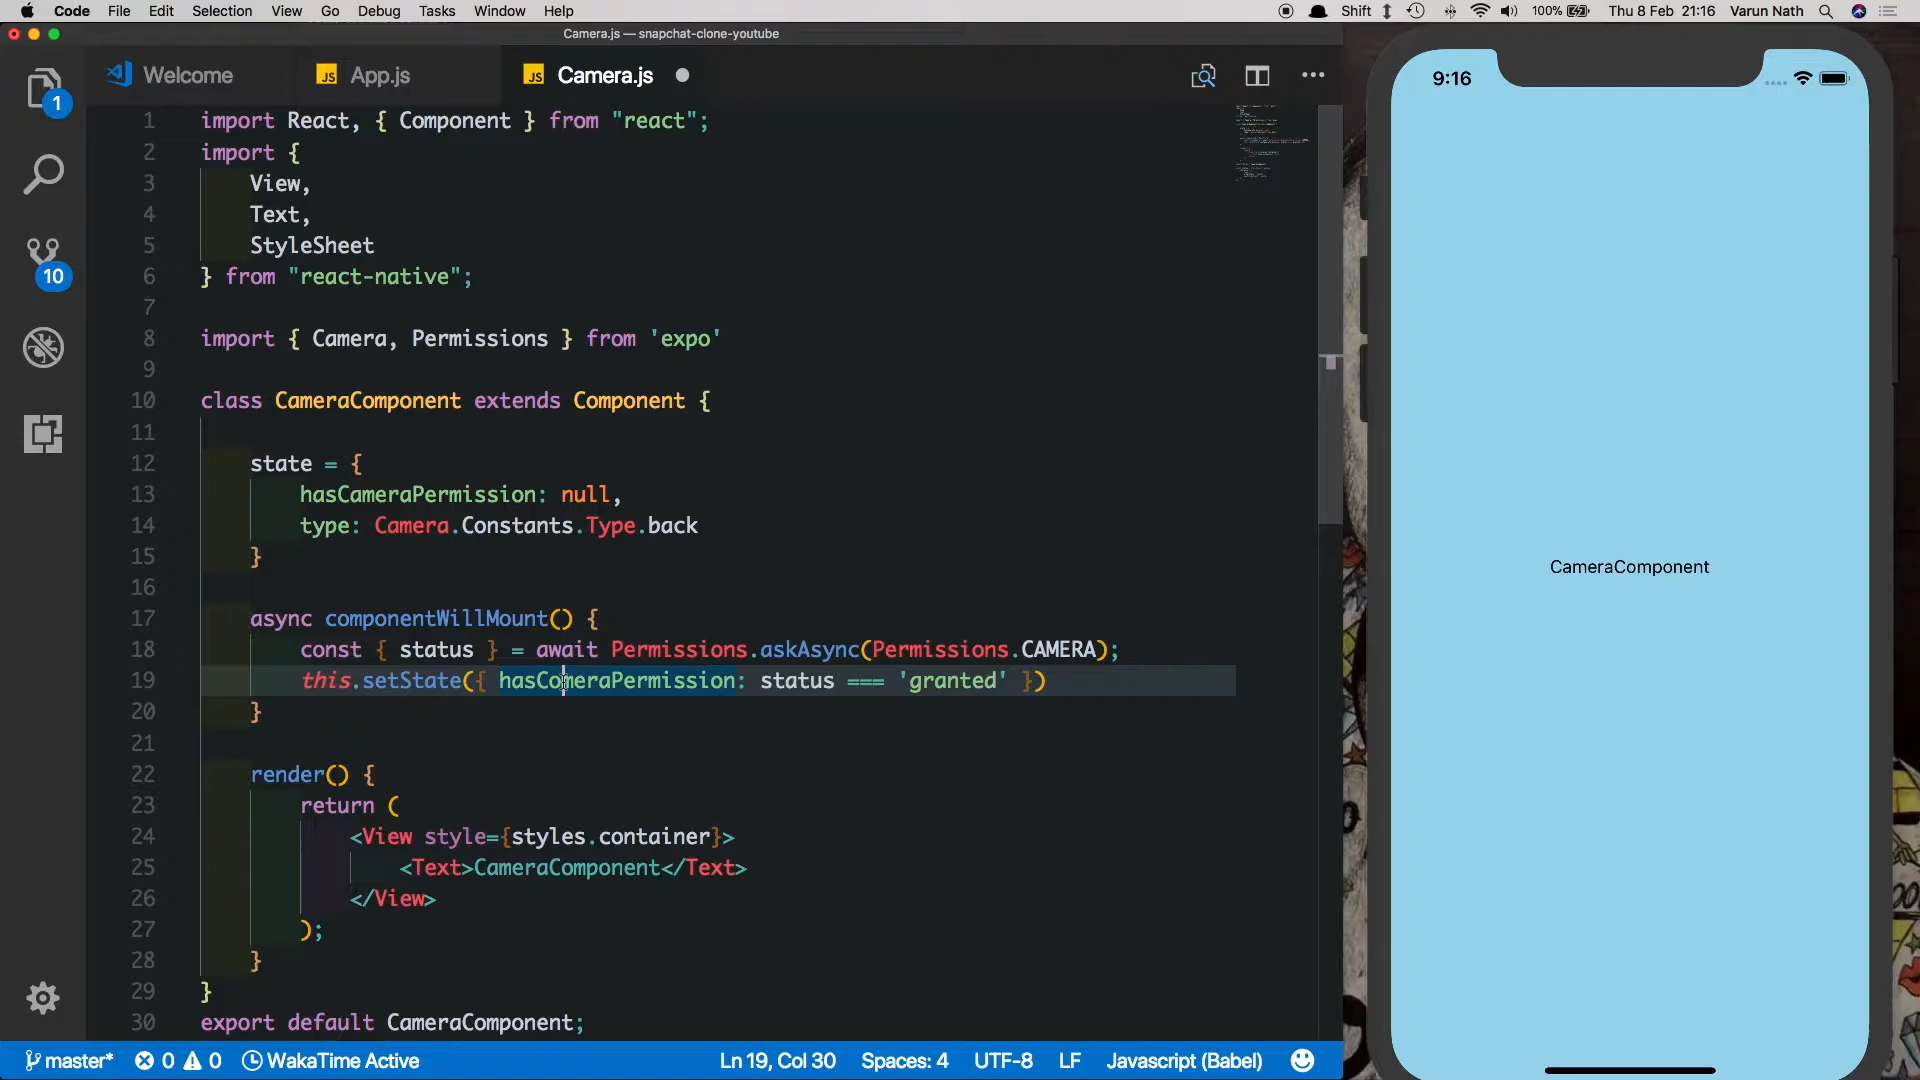 Code File Edit Selection View Go Debug Tasks Window Help Shift 100% Thu 8 Feb 21:16 Varun Nath
Camera.js — snapchat-clone-youtube
Welcome JS App.js JS Camera.js
1 import React, { Component } from "react";
2 import {
3 View,
4 Text,
5 StyleSheet
6 } from "react-native";
7
8 import { Camera, Permissions } from 'expo'
9
10 class CameraComponent extends Component {
11
12 state = {
13 hasCameraPermission: null,
14 type: Camera.Constants.Type.back
15 }
16
17 async componentWillMount() {
18 const { status } = await Permissions.askAsync(Permissions.CAMERA);
19 this.setState({ hasCameraPermission: status === 'granted' })
20 }
21
22 render() {
23 return (
24 <View style={styles.container}>
25 <Text>CameraComponent</Text>
26 </View>
27 );
28 }
29 }
30 export default CameraComponent;
1
10
master* 0 0 WakaTime Active Ln 19, Col 30 Spaces: 4 UTF-8 LF Javascript (Babel)
9:16
CameraComponent